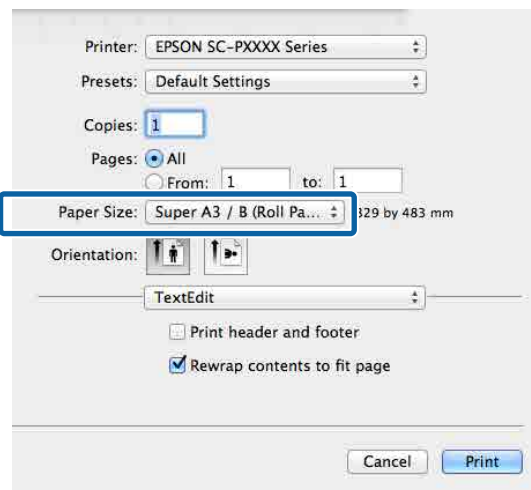 Printer: EPSON SC-PXXXX Series
Presets: Default Settings
Copies: 1
Pages: All
From: 1 to: 1
Paper Size: Super A3 / B (Roll Pa... 329 by 483 mm
Orientation:
TextEdit
Print header and footer
Rewrap contents to fit page
Cancel Print